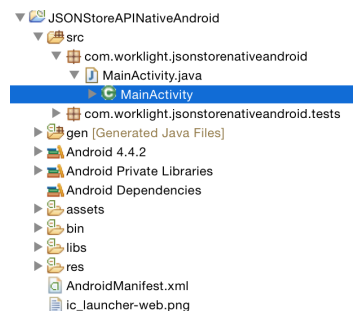 JSONStoreAPINativeAndroid
src
com.worklight.jsonstorenativeandroid
MainActivity.java
MainActivity
com.worklight.jsonstorenativeandroid.tests
gen [Generated Java Files]
Android 4.4.2
Android Private Libraries
Android Dependencies
assets
bin
libs
res
AndroidManifest.xml
ic_launcher-web.png